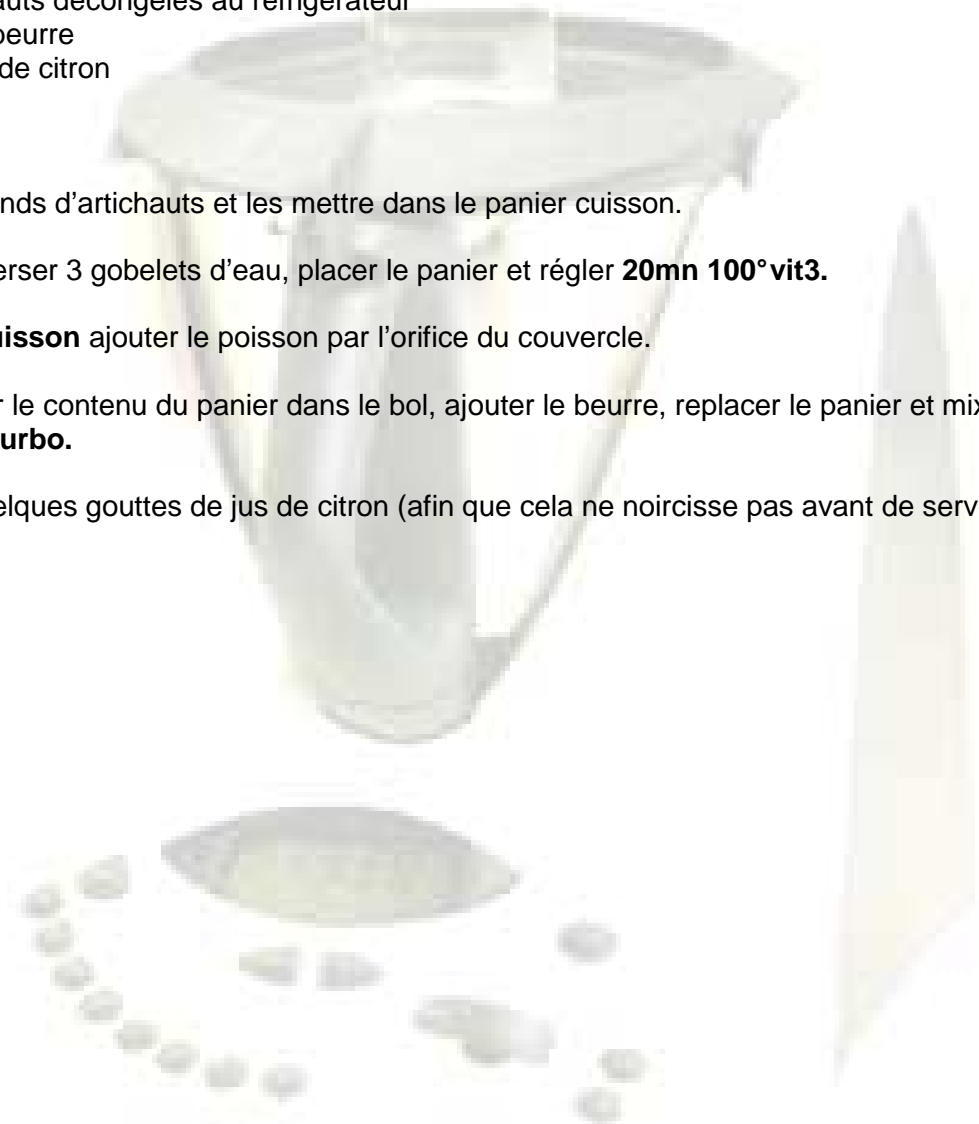 auts décongelés au réfrigérateur
beurre
de citron
nds d’artichauts et les mettre dans le panier cuisson.
erser 3 gobelets d’eau, placer le panier et régler 20mn 100° vit3.
uisson ajouter le poisson par l’orifice du couvercle.
r le contenu du panier dans le bol, ajouter le beurre, replacer le panier et mix
urbo.
elques gouttes de jus de citron (afin que cela ne noircisse pas avant de serv